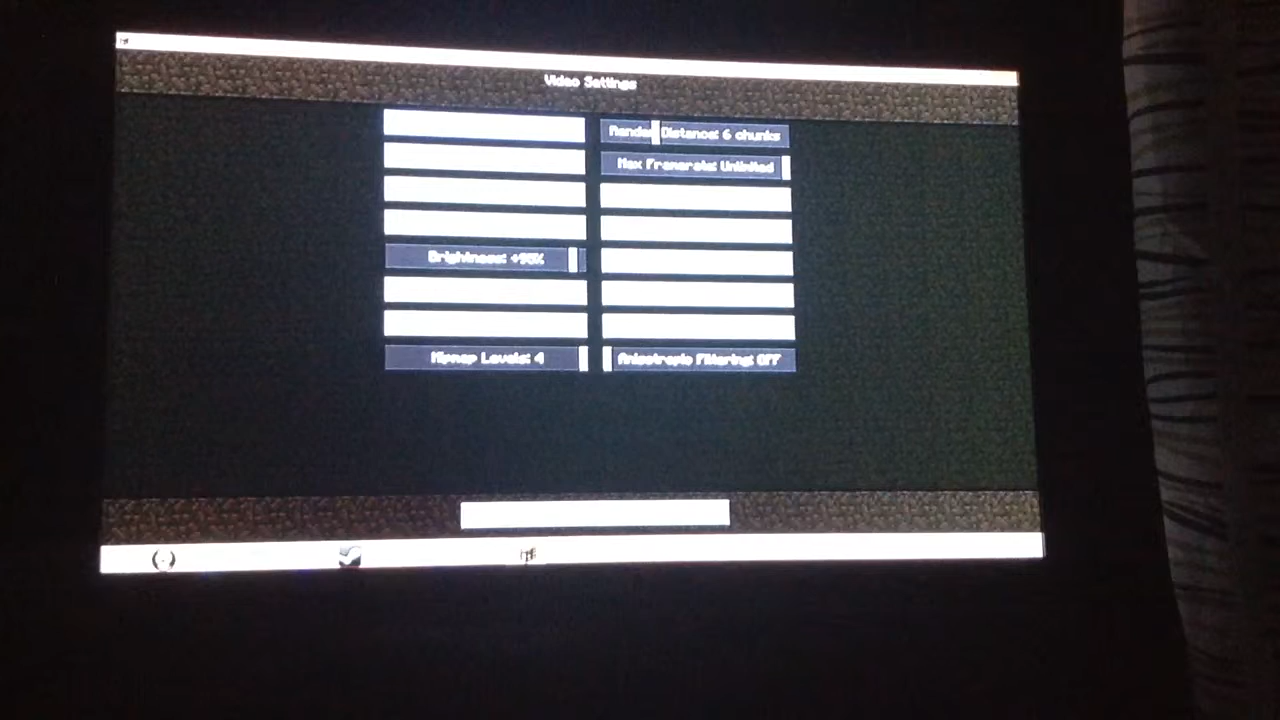 Video Settings
Render Distance: 6 chunks
Max Framerate: Unlimited
Brightness: +95%
Mipmap Levels: 4
Anisotropic Filtering: OFF